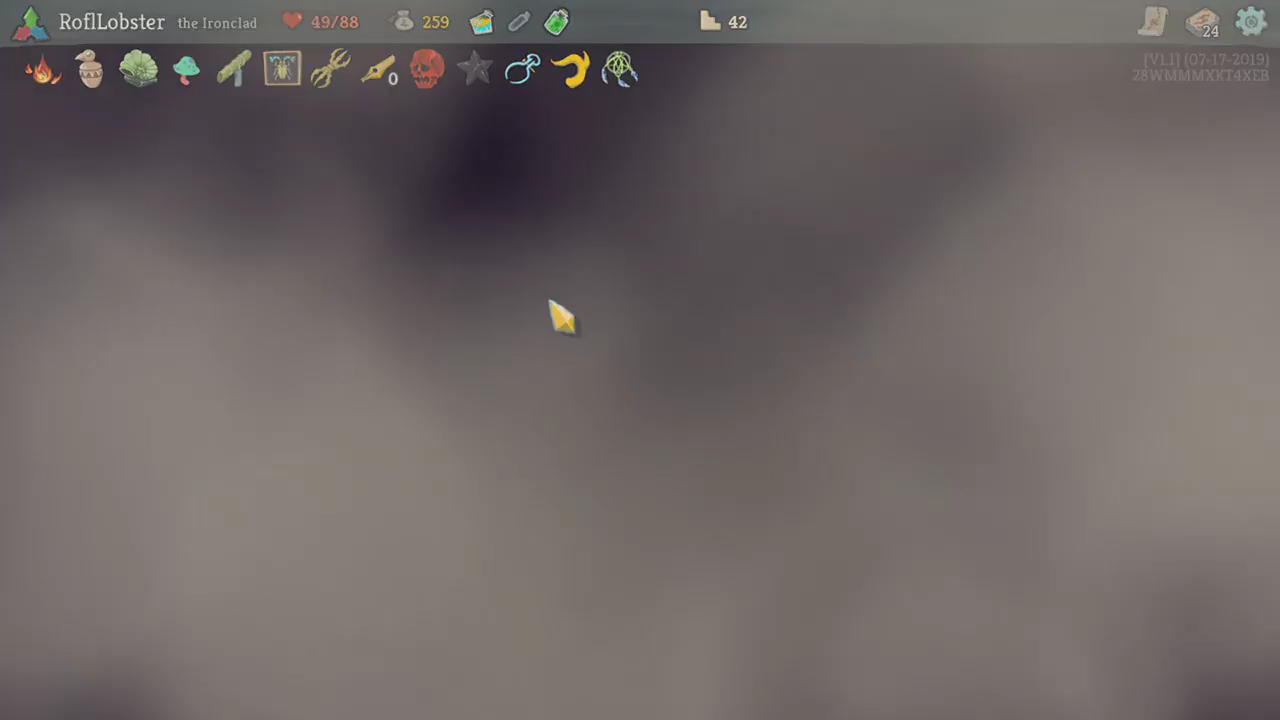 RoflLobster the Ironclad 49/88 259 42 24
0
[V1.1] (07-17-2019)
28WMMMXKT4XEB